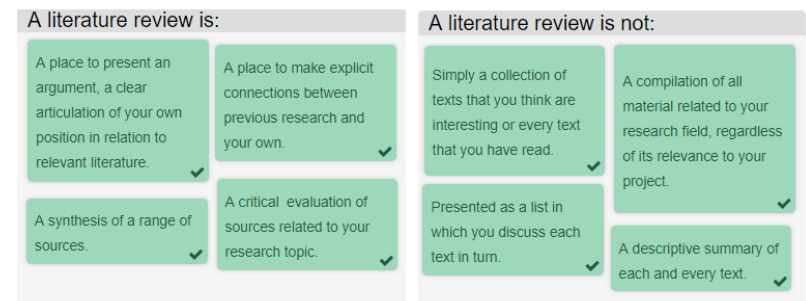 A literature review is:
A place to present an
argument, a clear
articulation of your own
position in relation to
relevant literature.
A place to make explicit
connections between
previous research and
your own.
A synthesis of a range of
sources.
A critical evaluation of
sources related to your
research topic.
A literature review is not:
Simply a collection of
texts that you think are
interesting or every text
that you have read.
A compilation of all
material related to your
research field, regardless
of its relevance to your
project.
Presented as a list in
which you discuss each
text in turn.
A descriptive summary of
each and every text.